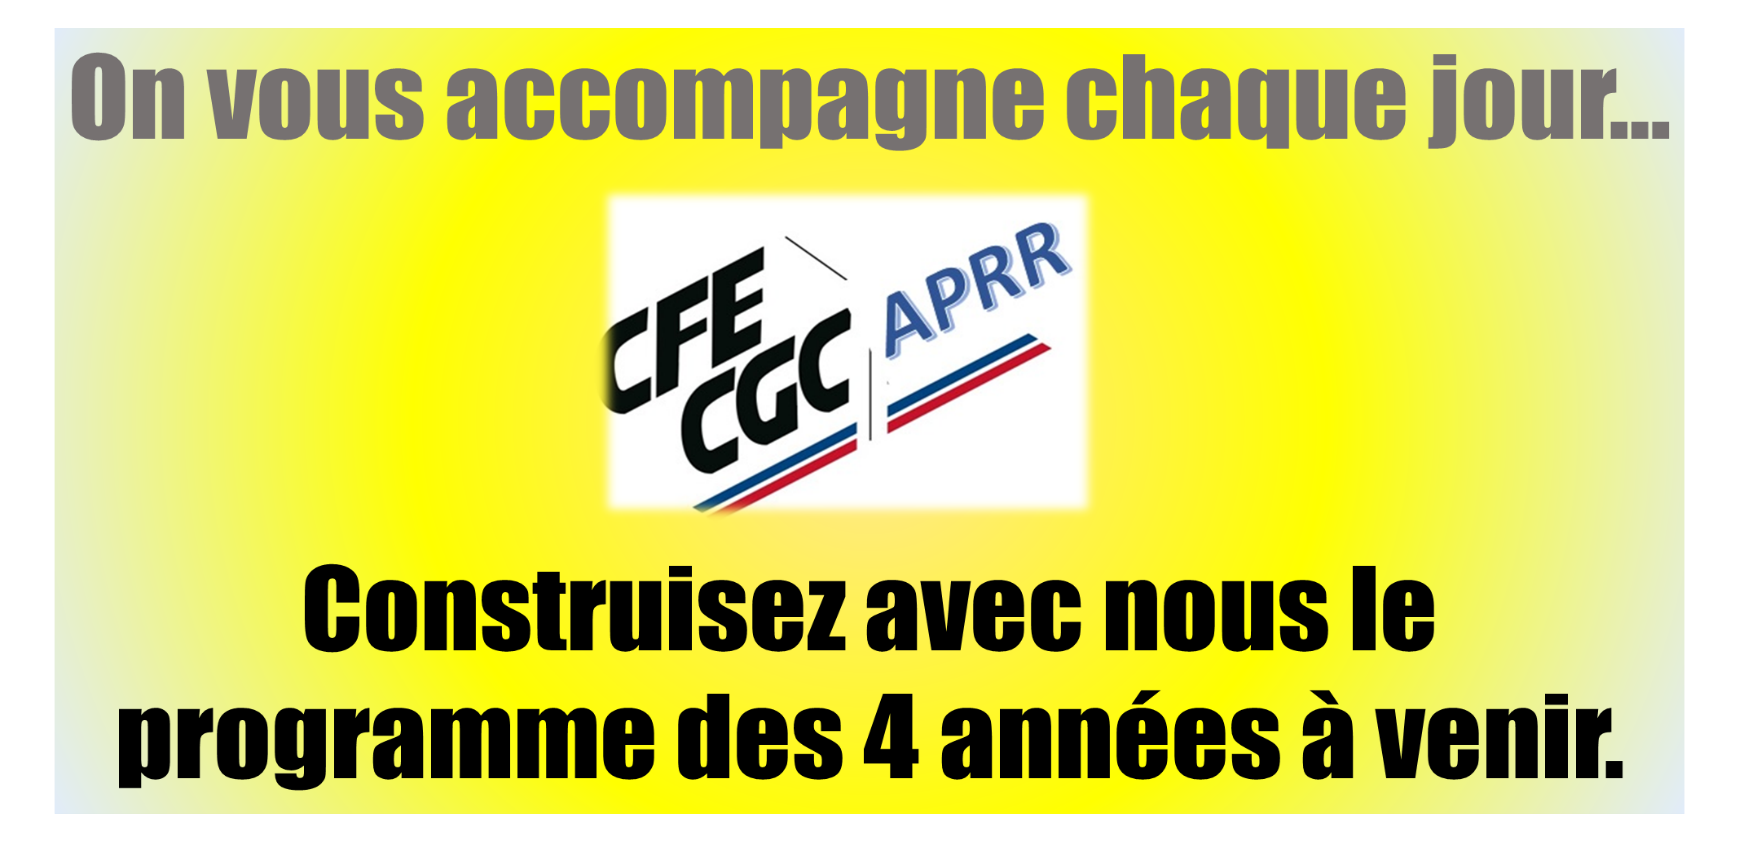 On vous accompagne chaque jour...
CFE
CGC
APRR
Construisez avec nous le
programme des 4 années à venir.